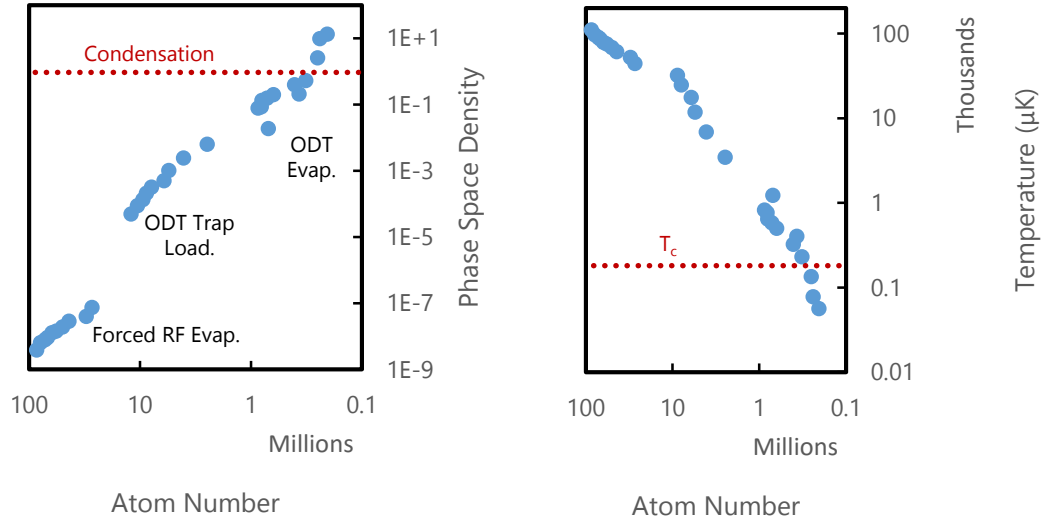 Condensation
ODT
Evap.
ODT Trap
Load.
Forced RF Evap.
1E+1
1E-1
1E-3
1E-5
1E-7
1E-9
Phase Space Density
100
10
1
0.1
Millions
Atom Number
T꜀
100
10
1
0.1
0.01
Thousands
Temperature (µK)
100
10
1
0.1
Millions
Atom Number